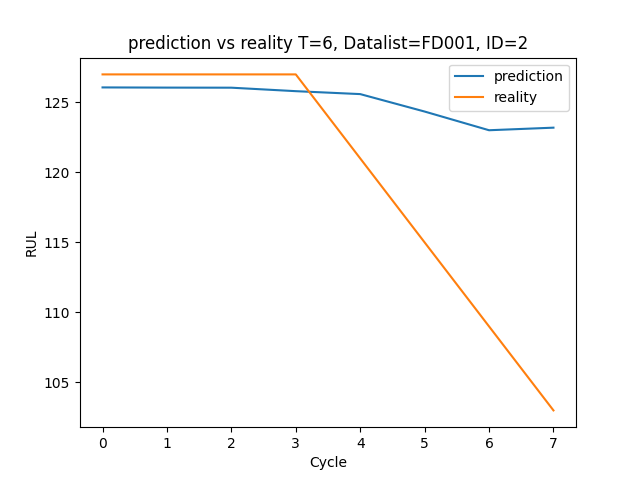 prediction vs reality T=6, Datalist=FD001, ID=2
prediction
reality
125
120
115
110
105
RUL
0 1 2 3 4 5 6 7
Cycle